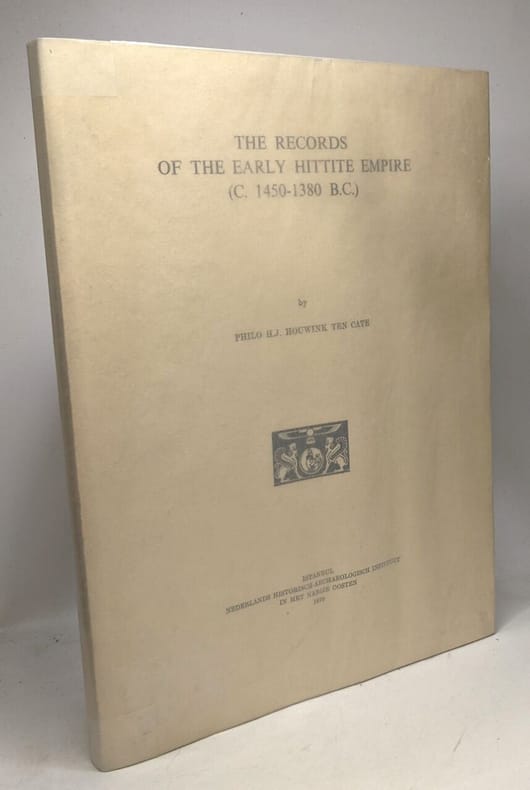 THE RECORDS
OF THE EARLY HITTITE EMPIRE
(C. 1450-1380 B.C.)
by
PHILO H.J. HOUWINK TEN CATE
ISTANBUL
NEDERLANDS HISTORISCH-ARCHAEOLOGISCH INSTITUUT
IN HET NABIJE OOSTEN
1970